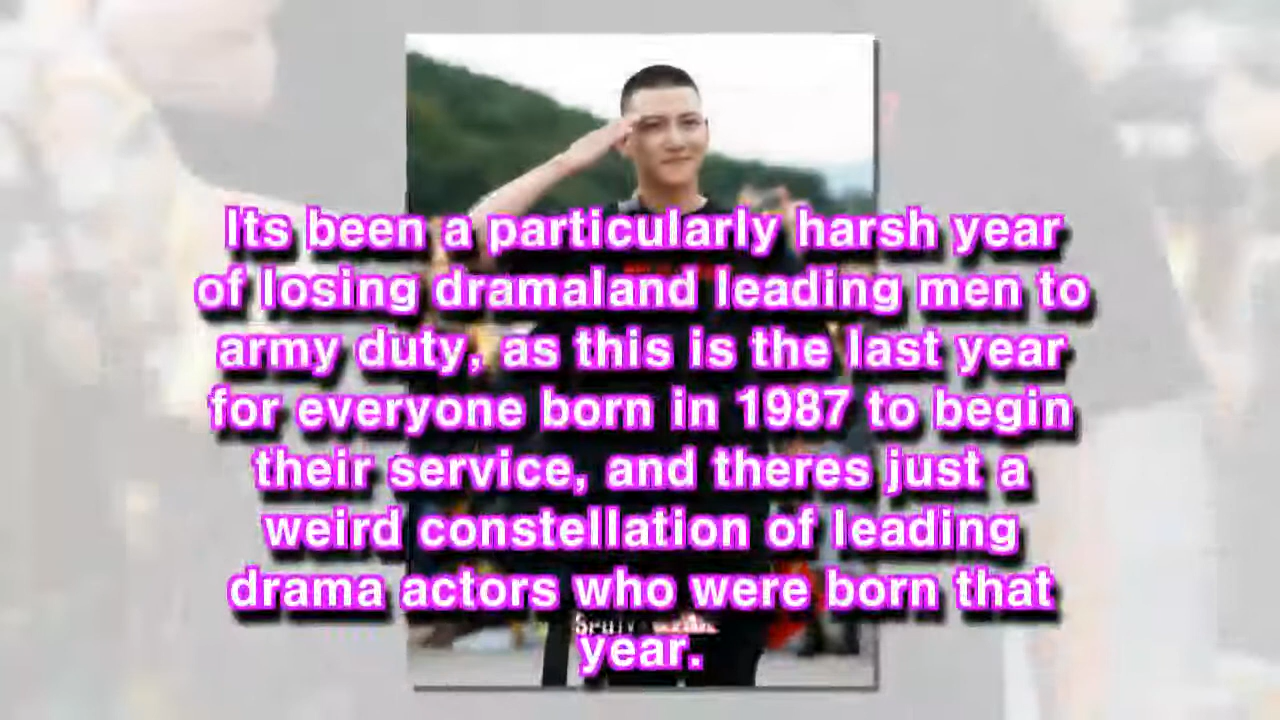 Its been a particularly harsh year
of losing dramaland leading men to
army duty, as this is the last year
for everyone born in 1987 to begin
their service, and theres just a
weird constellation of leading
drama actors who were born that
year.